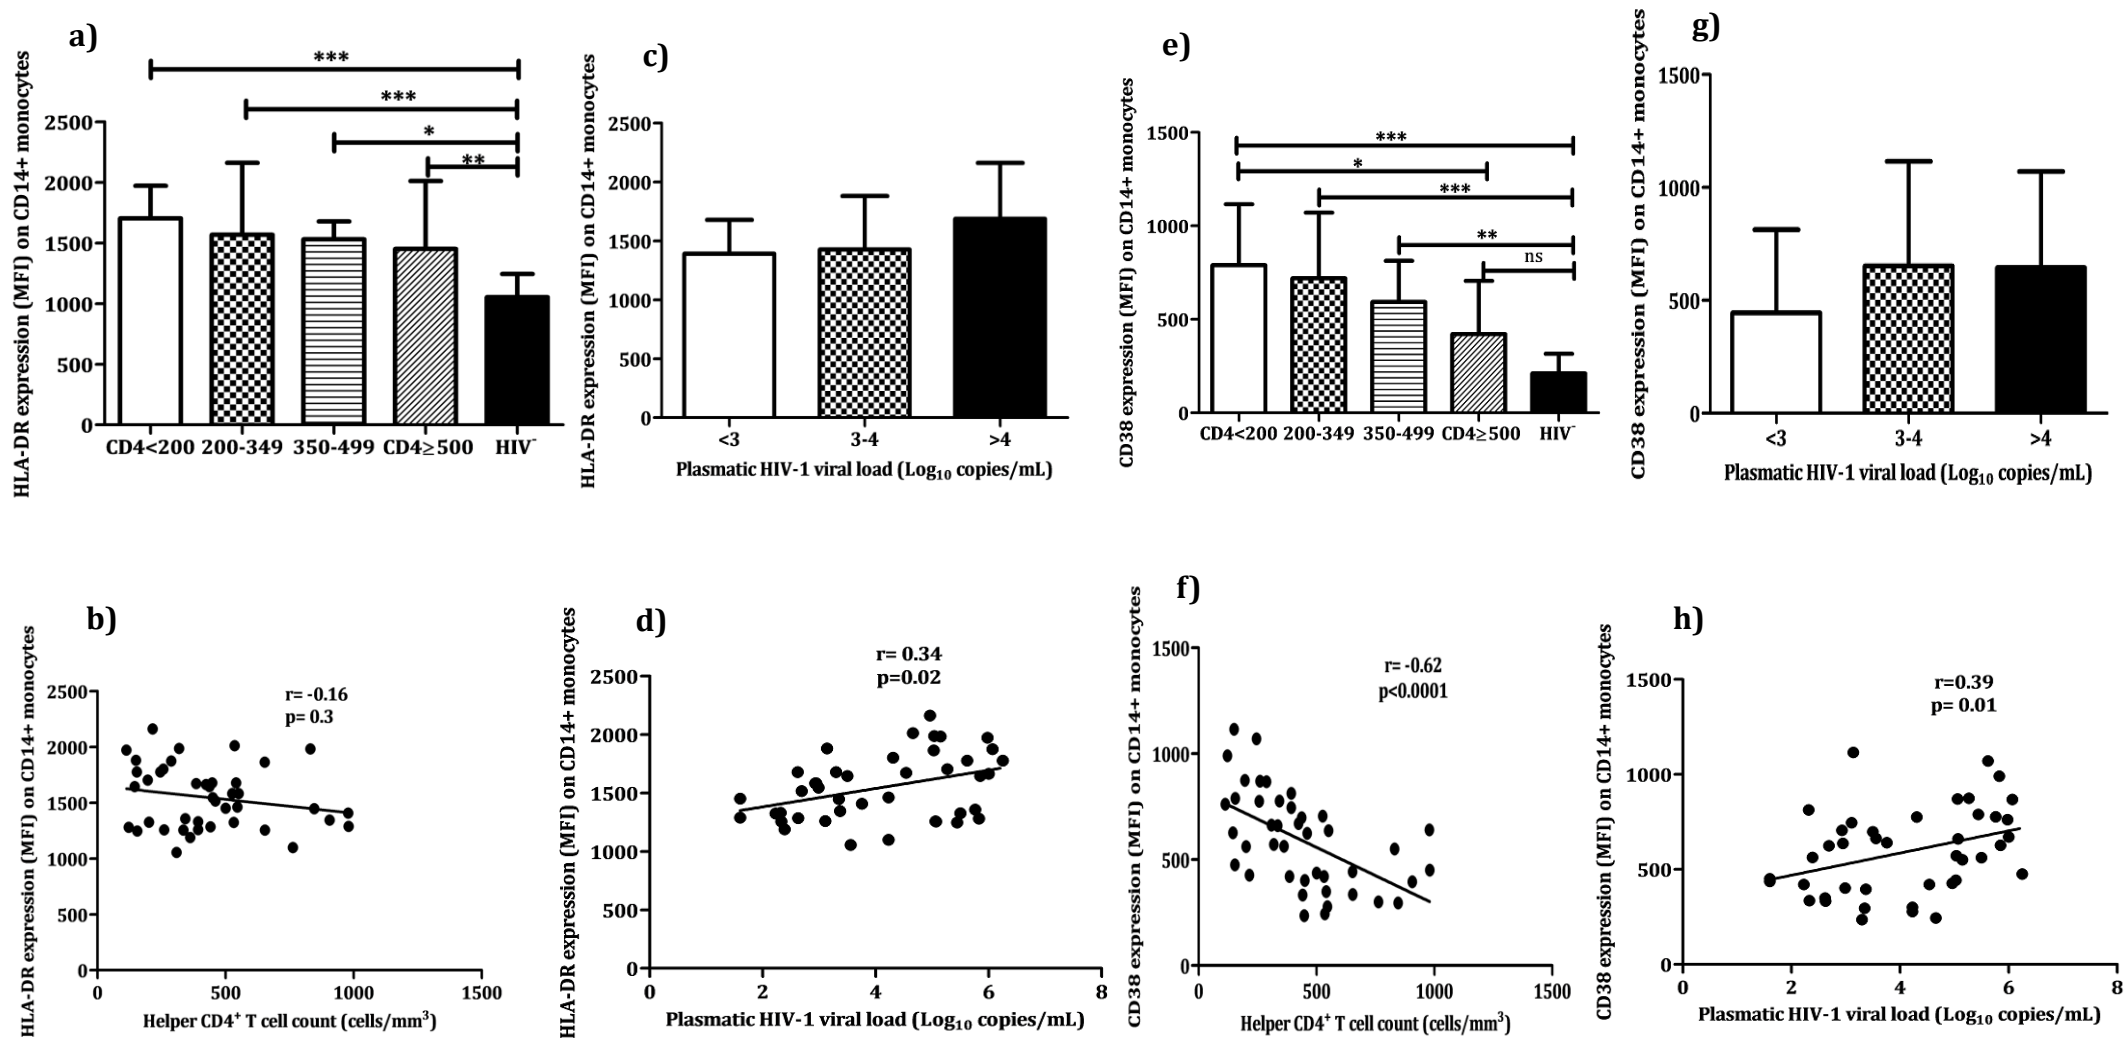 a)
HLA-DR expression (MFI) on CD14+ monocytes
***
***
*
**
2500
2000
1500
1000
500
0
CD4<200 200-349 350-499 CD4≥500 HIV⁻
c)
HLA-DR expression (MFI) on CD14+ monocytes
2500
2000
1500
1000
500
0
<3 3-4 >4
Plasmatic HIV-1 viral load (Log₁₀ copies/mL)
e)
CD38 expression (MFI) on CD14+ monocytes
***
*
***
**
ns
1500
1000
500
0
CD4<200 200-349 350-499 CD4≥500 HIV⁻
g)
CD38 expression (MFI) on CD14+ monocytes
1500
1000
500
0
<3 3-4 >4
Plasmatic HIV-1 viral load (Log₁₀ copies/mL)
b)
HLA-DR expression (MFI) on CD14+ monocytes
r= -0.16
p= 0.3
2500
2000
1500
1000
500
0
0 500 1000 1500
Helper CD4⁺ T cell count (cells/mm³)
d)
HLA-DR expression (MFI) on CD14+ monocytes
r= 0.34
p=0.02
2500
2000
1500
1000
500
0
0 2 4 6 8
Plasmatic HIV-1 viral load (Log₁₀ copies/mL)
f)
CD38 expression (MFI) on CD14+ monocytes
r= -0.62
p<0.0001
1500
1000
500
0
0 500 1000 1500
Helper CD4⁺ T cell count (cells/mm³)
h)
CD38 expression (MFI) on CD14+ monocytes
r=0.39
p= 0.01
1500
1000
500
0
0 2 4 6 8
Plasmatic HIV-1 viral load (Log₁₀ copies/mL)